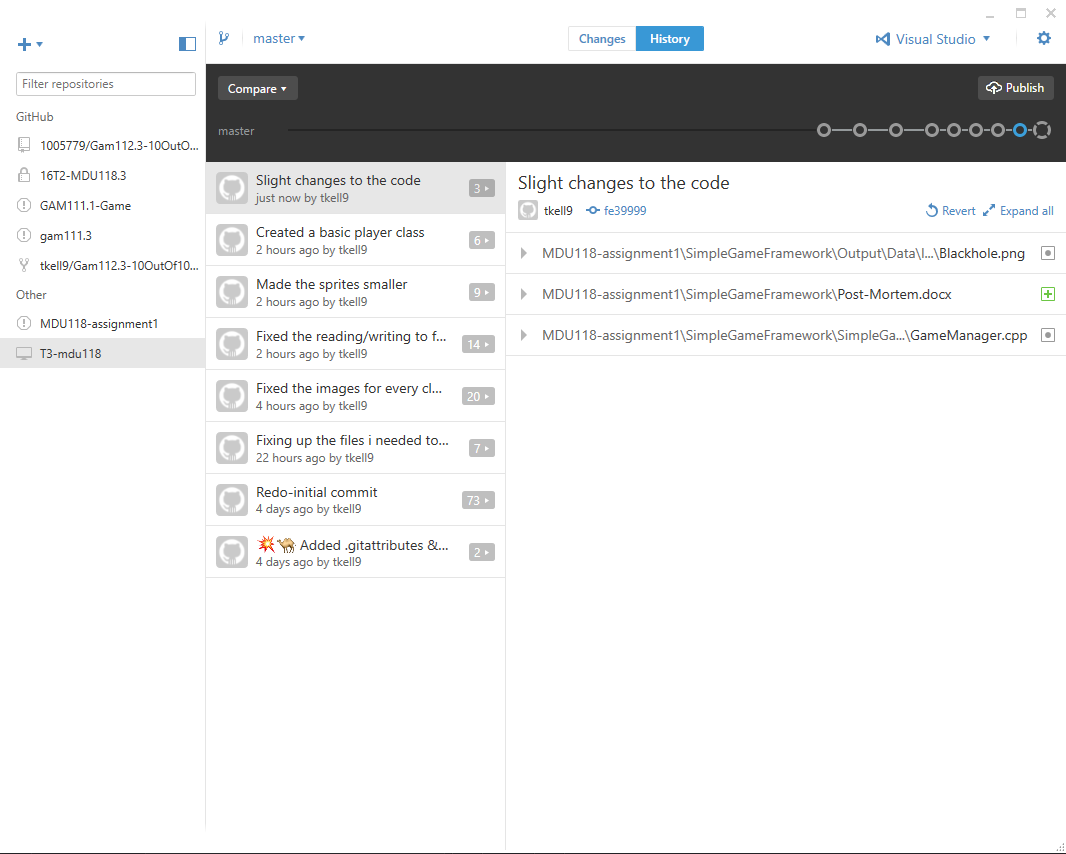 master
Changes
History
Visual Studio
Filter repositories
GitHub
1005779/Gam112.3-10OutO...
16T2-MDU118.3
GAM111.1-Game
gam111.3
tkell9/Gam112.3-10OutOf10...
Other
MDU118-assignment1
T3-mdu118
Compare
Publish
master
Slight changes to the code
just now by tkell9
3
Created a basic player class
2 hours ago by tkell9
6
Made the sprites smaller
2 hours ago by tkell9
9
Fixed the reading/writing to f...
2 hours ago by tkell9
14
Fixed the images for every cl...
4 hours ago by tkell9
20
Fixing up the files i needed to...
22 hours ago by tkell9
7
Redo-initial commit
4 days ago by tkell9
73
💥🐫 Added .gitattributes &...
4 days ago by tkell9
2
Slight changes to the code
tkell9 fe39999 Revert Expand all
MDU118-assignment1\SimpleGameFramework\Output\Data\I...\Blackhole.png
MDU118-assignment1\SimpleGameFramework\Post-Mortem.docx
MDU118-assignment1\SimpleGameFramework\SimpleGa...\GameManager.cpp